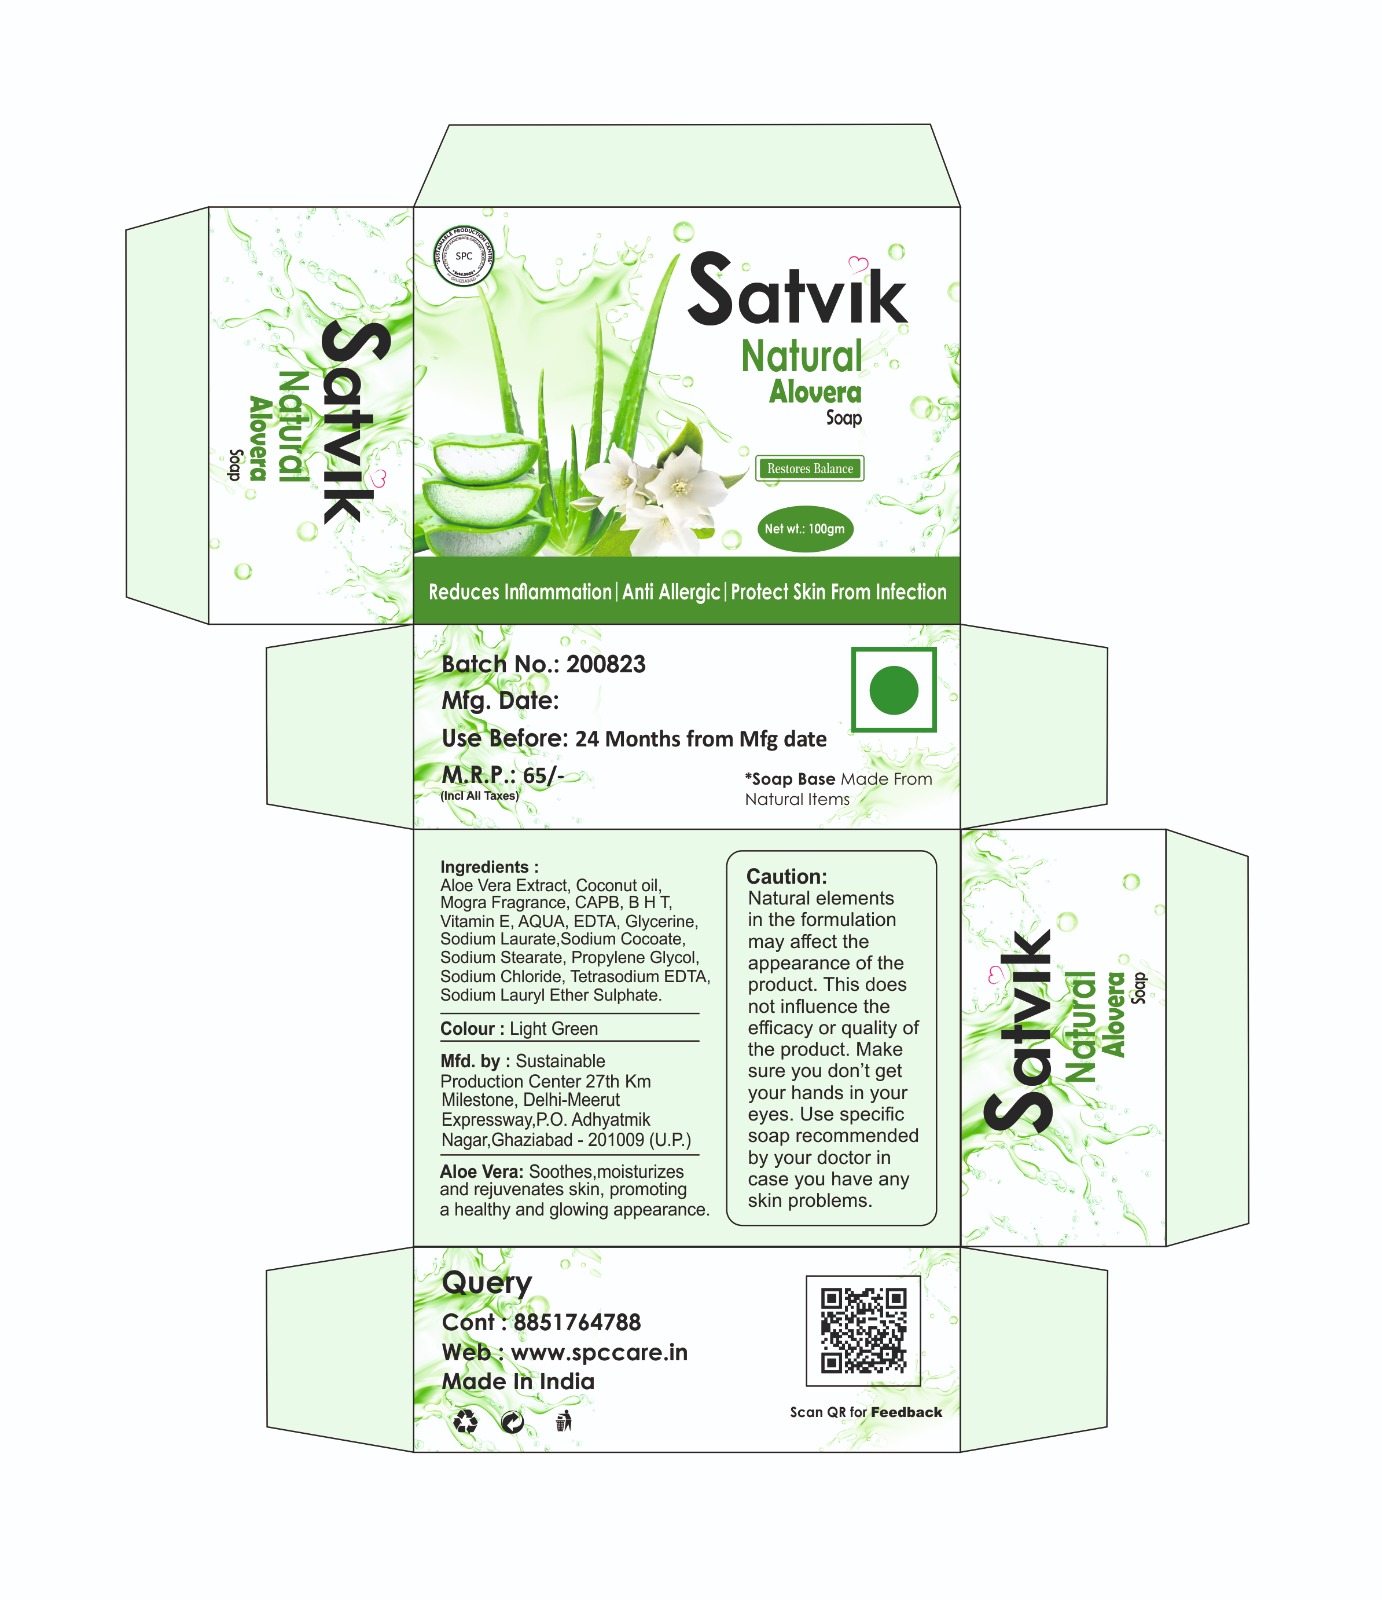 SUSTAINABLE PRODUCTION CENTRE
SPC
Satvik
Natural
Alovera
Soap
Restores Balance
Net wt.: 100gm
Reduces Inflammation|Anti Allergic|Protect Skin From Infection
Satvik
Natural
Alovera
Soap
Batch No.: 200823
Mfg. Date:
Use Before: 24 Months from Mfg date
M.R.P.: 65/-
(Incl All Taxes)
*Soap Base Made From
Natural Items
Ingredients :
Aloe Vera Extract, Coconut oil,
Mogra Fragrance, CAPB, B H T,
Vitamin E, AQUA, EDTA, Glycerine,
Sodium Laurate,Sodium Cocoate,
Sodium Stearate, Propylene Glycol,
Sodium Chloride, Tetrasodium EDTA,
Sodium Lauryl Ether Sulphate.
Colour : Light Green
Mfd. by : Sustainable
Production Center 27th Km
Milestone, Delhi-Meerut
Expressway,P.O. Adhyatmik
Nagar,Ghaziabad - 201009 (U.P.)
Aloe Vera: Soothes,moisturizes
and rejuvenates skin, promoting
a healthy and glowing appearance.
Caution:
Natural elements
in the formulation
may affect the
appearance of the
product. This does
not influence the
efficacy or quality of
the product. Make
sure you don't get
your hands in your
eyes. Use specific
soap recommended
by your doctor in
case you have any
skin problems.
Satvik
Natural
Alovera
Soap
Query
Cont : 8851764788
Web : www.spccare.in
Made In India
Scan QR for Feedback